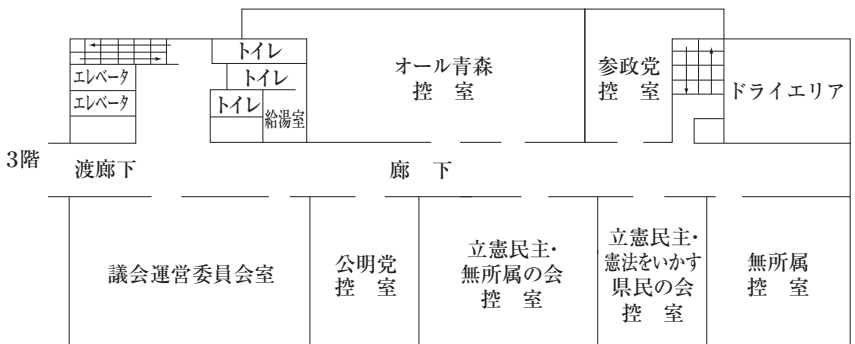 トイレ
トイレ
トイレ
給湯室
エレベータ
エレベータ
オール青森
控 室
参政党
控 室
ドライエリア
3階
渡廊下
廊 下
議会運営委員会室
公明党
控 室
立憲民主・
無所属の会
控 室
立憲民主・
憲法をいかす
県民の会
控 室
無所属
控 室